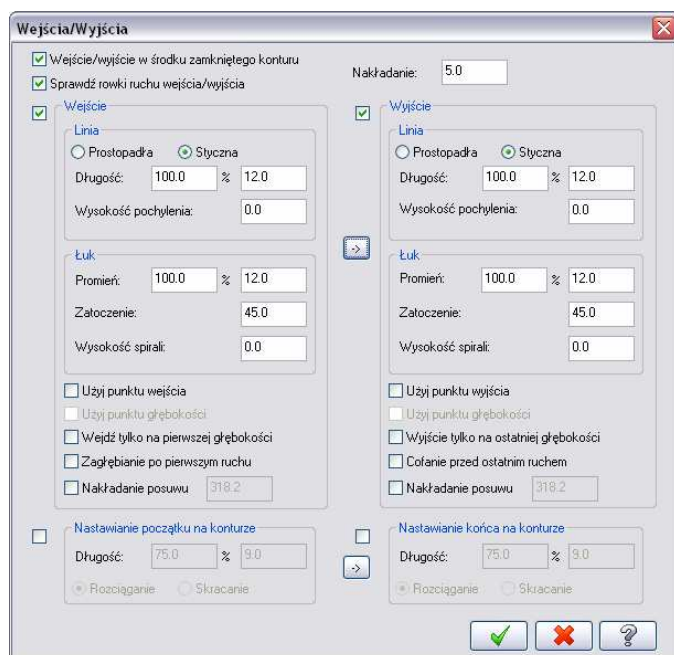 Wejścia/Wyjścia
Wejście/wyjście w środku zamkniętego konturu
Sprawdź rowki ruchu wejścia/wyjścia
Nakładanie: 5.0
Wejście
Linia
Prostopadła Styczna
Długość: 100.0 % 12.0
Wysokość pochylenia: 0.0
Łuk
Promień: 100.0 % 12.0
Zatoczenie: 45.0
Wysokość spirali: 0.0
Użyj punktu wejścia
Użyj punktu głębokości
Wejdź tylko na pierwszej głębokości
Zagłębianie po pierwszym ruchu
Nakładanie posuwu 318.2
Nastawianie początku na konturze
Długość: 75.0 % 9.0
Rozciąganie Skracanie
->
->
Wyjście
Linia
Prostopadła Styczna
Długość: 100.0 % 12.0
Wysokość pochylenia: 0.0
Łuk
Promień: 100.0 % 12.0
Zatoczenie: 45.0
Wysokość spirali: 0.0
Użyj punktu wyjścia
Użyj punktu głębokości
Wyjście tylko na ostatniej głębokości
Cofanie przed ostatnim ruchem
Nakładanie posuwu 318.2
Nastawianie końca na konturze
Długość: 75.0 % 9.0
Rozciąganie Skracanie
?